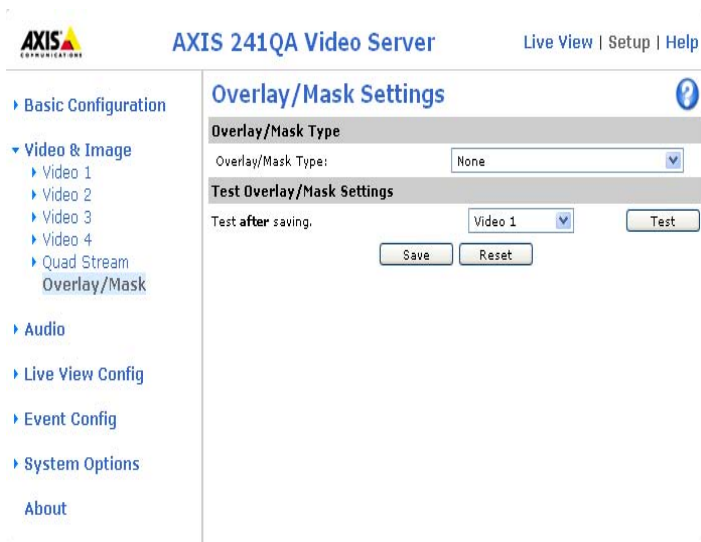 AXIS
COMMUNICATIONS
AXIS 241QA Video Server
Live View | Setup | Help
Basic Configuration
Video & Image
Video 1
Video 2
Video 3
Video 4
Quad Stream
Overlay/Mask
Audio
Live View Config
Event Config
System Options
About
Overlay/Mask Settings
?
Overlay/Mask Type
Overlay/Mask Type: None
Test Overlay/Mask Settings
Test after saving. Video 1 Test
Save Reset